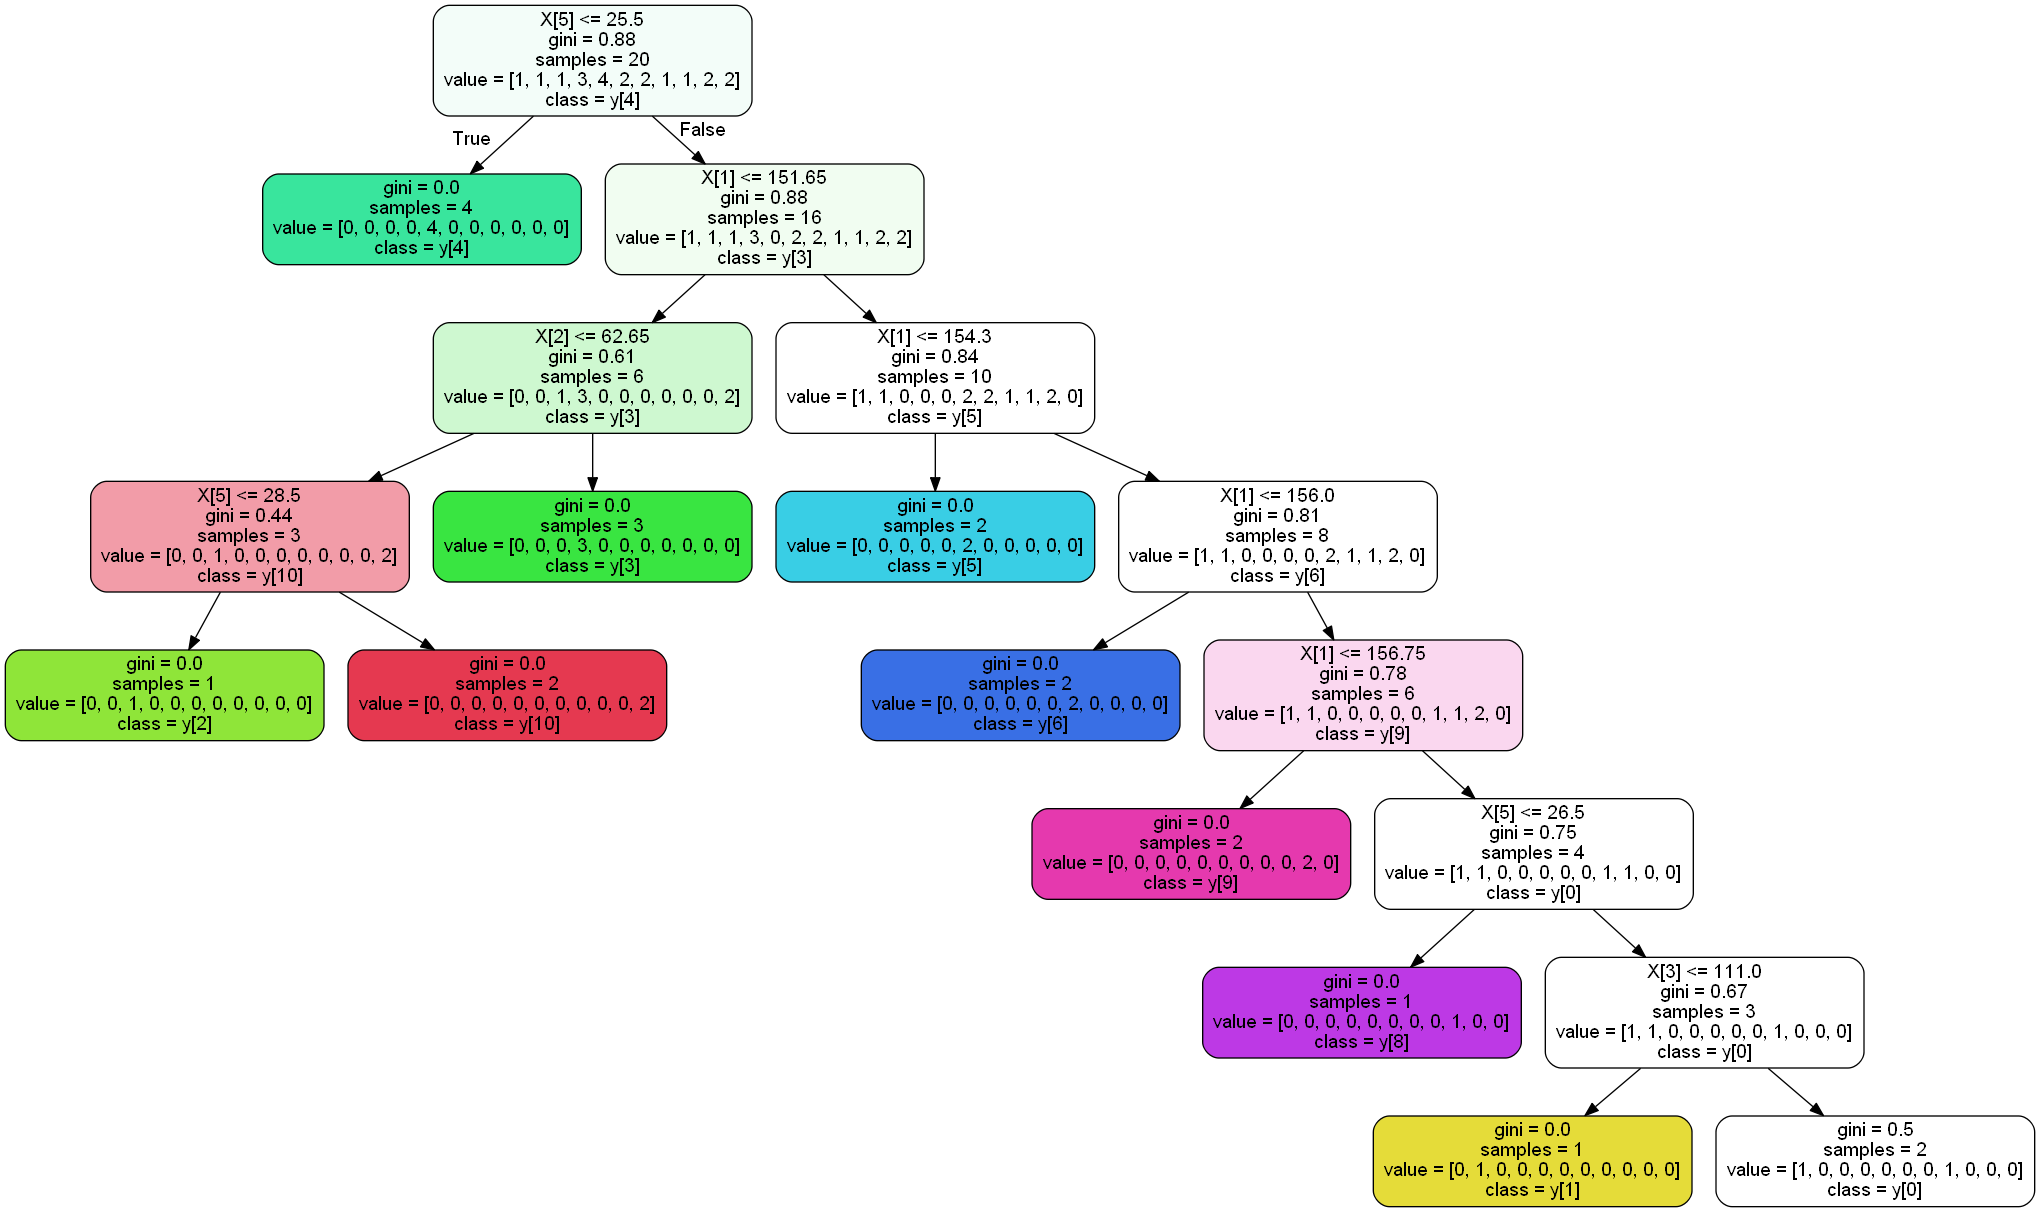 X[5] <= 25.5
gini = 0.88
samples = 20
value = [1, 1, 1, 3, 4, 2, 2, 1, 1, 2, 2]
class = y[4]
True
False
gini = 0.0
samples = 4
value = [0, 0, 0, 0, 4, 0, 0, 0, 0, 0, 0]
class = y[4]
X[1] <= 151.65
gini = 0.88
samples = 16
value = [1, 1, 1, 3, 0, 2, 2, 1, 1, 2, 2]
class = y[3]
X[2] <= 62.65
gini = 0.61
samples = 6
value = [0, 0, 1, 3, 0, 0, 0, 0, 0, 0, 2]
class = y[3]
X[1] <= 154.3
gini = 0.84
samples = 10
value = [1, 1, 0, 0, 0, 2, 2, 1, 1, 2, 0]
class = y[5]
X[5] <= 28.5
gini = 0.44
samples = 3
value = [0, 0, 1, 0, 0, 0, 0, 0, 0, 0, 2]
class = y[10]
gini = 0.0
samples = 3
value = [0, 0, 0, 3, 0, 0, 0, 0, 0, 0, 0]
class = y[3]
gini = 0.0
samples = 2
value = [0, 0, 0, 0, 0, 2, 0, 0, 0, 0, 0]
class = y[5]
X[1] <= 156.0
gini = 0.81
samples = 8
value = [1, 1, 0, 0, 0, 0, 2, 1, 1, 2, 0]
class = y[6]
gini = 0.0
samples = 1
value = [0, 0, 1, 0, 0, 0, 0, 0, 0, 0, 0]
class = y[2]
gini = 0.0
samples = 2
value = [0, 0, 0, 0, 0, 0, 0, 0, 0, 0, 2]
class = y[10]
gini = 0.0
samples = 2
value = [0, 0, 0, 0, 0, 0, 2, 0, 0, 0, 0]
class = y[6]
X[1] <= 156.75
gini = 0.78
samples = 6
value = [1, 1, 0, 0, 0, 0, 0, 1, 1, 2, 0]
class = y[9]
gini = 0.0
samples = 2
value = [0, 0, 0, 0, 0, 0, 0, 0, 0, 2, 0]
class = y[9]
X[5] <= 26.5
gini = 0.75
samples = 4
value = [1, 1, 0, 0, 0, 0, 0, 1, 1, 0, 0]
class = y[0]
gini = 0.0
samples = 1
value = [0, 0, 0, 0, 0, 0, 0, 0, 1, 0, 0]
class = y[8]
X[3] <= 111.0
gini = 0.67
samples = 3
value = [1, 1, 0, 0, 0, 0, 0, 1, 0, 0, 0]
class = y[0]
gini = 0.0
samples = 1
value = [0, 1, 0, 0, 0, 0, 0, 0, 0, 0, 0]
class = y[1]
gini = 0.5
samples = 2
value = [1, 0, 0, 0, 0, 0, 0, 1, 0, 0, 0]
class = y[0]